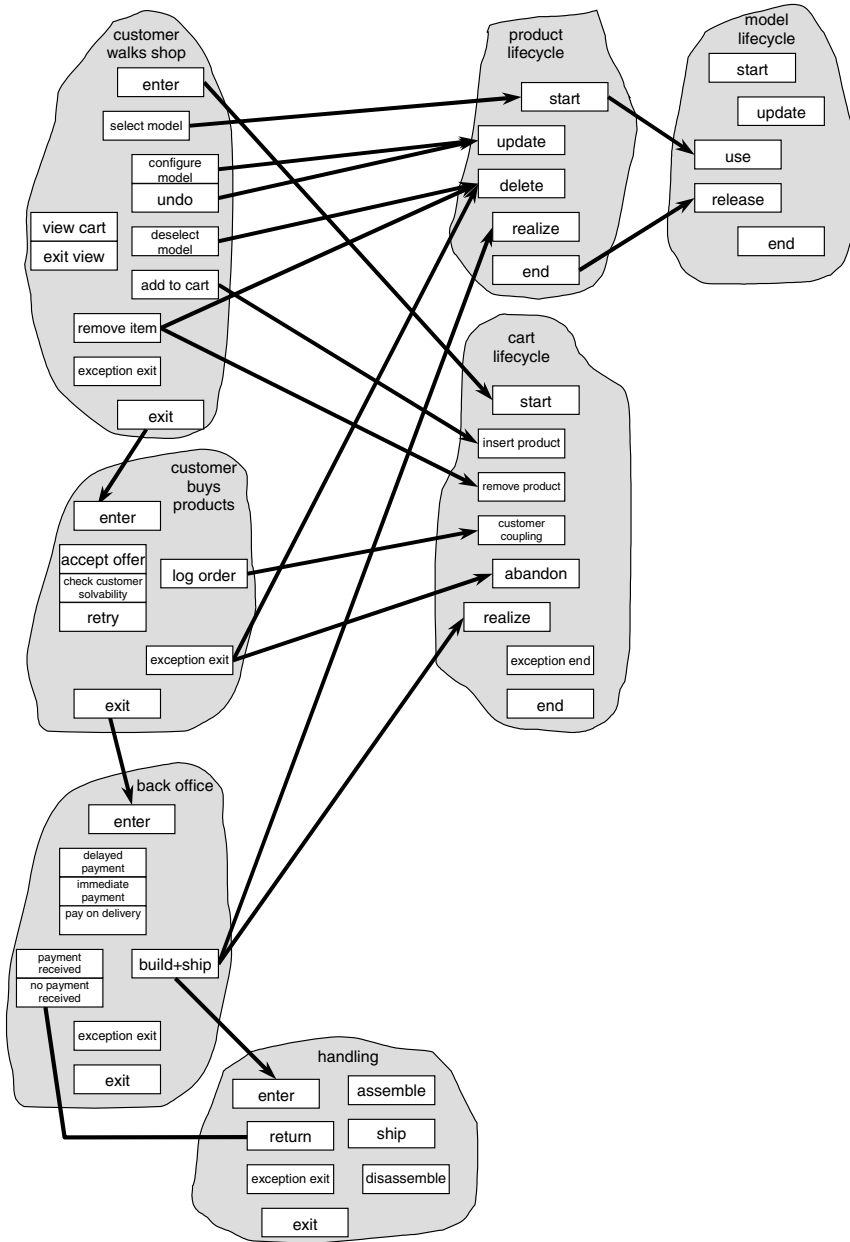 customer
walks shop
enter
select model
configure
model
undo
view cart
exit view
deselect
model
add to cart
remove item
exception exit
exit
product
lifecycle
start
update
delete
realize
end
model
lifecycle
start
update
use
release
end
cart
lifecycle
start
insert product
remove product
customer
coupling
abandon
realize
exception end
end
customer
buys
products
enter
accept offer
check customer
solvability
retry
log order
exception exit
exit
back office
enter
delayed
payment
immediate
payment
pay on delivery
payment
received
no payment
received
build+ship
exception exit
exit
handling
enter
assemble
return
ship
exception exit
disassemble
exit